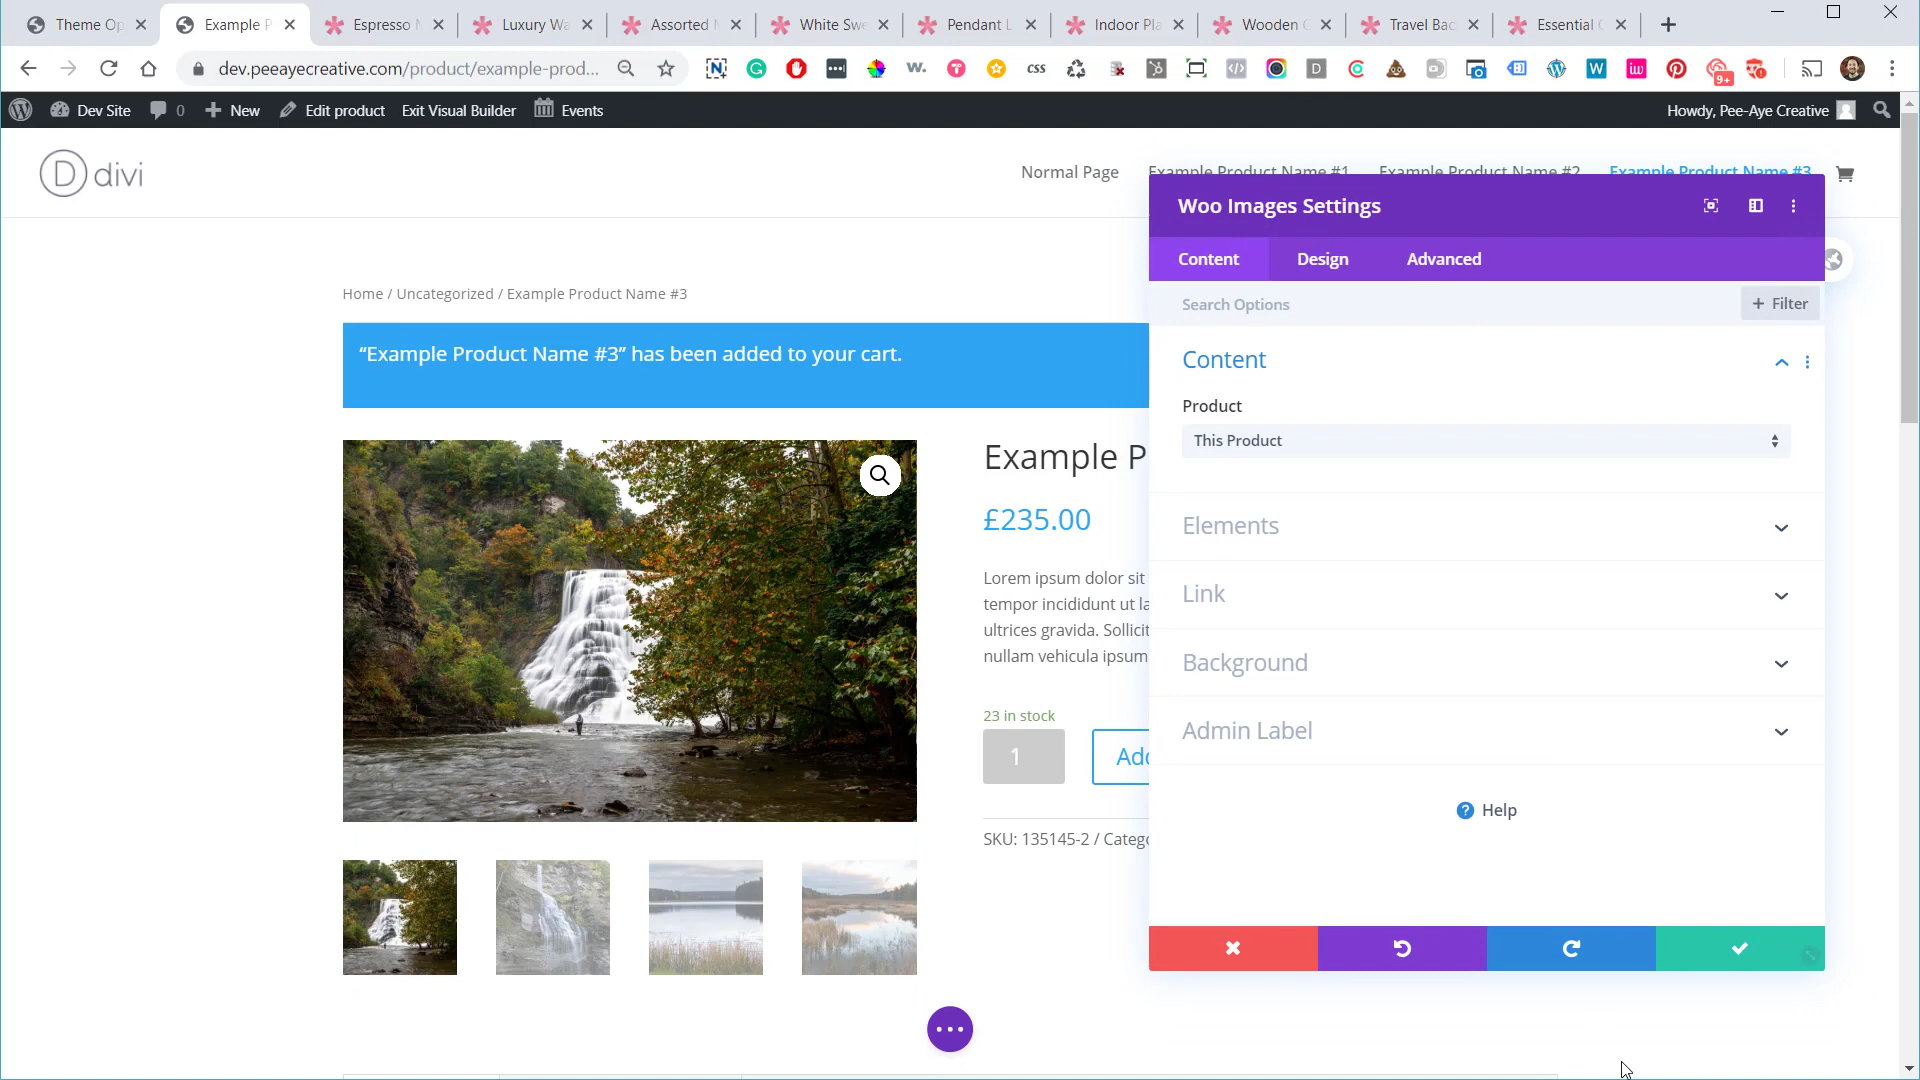 Theme Op
Example P
Espresso
Luxury Wa
Assorted
White Swe
Pendant L
Indoor Pla
Wooden
Travel Bac
Essential
dev.peeayecreative.com/product/example-prod...
css
9+
Dev Site
0
New
Edit product
Exit Visual Builder
Events
Howdy, Pee-Aye Creative
D divi
Normal Page
Example Product Name #1
Example Product Name #2
Example Product Name #3
Woo Images Settings
Content
Design
Advanced
Search Options
+ Filter
Home / Uncategorized / Example Product Name #3
“Example Product Name #3” has been added to your cart.
Content
Product
This Product
Example P
£235.00
Elements
Lorem ipsum dolor sit
tempor incididunt ut la
ultrices gravida. Sollicit
nullam vehicula ipsum
Link
Background
23 in stock
1
Add
Admin Label
Help
SKU: 135145-2 / Catego